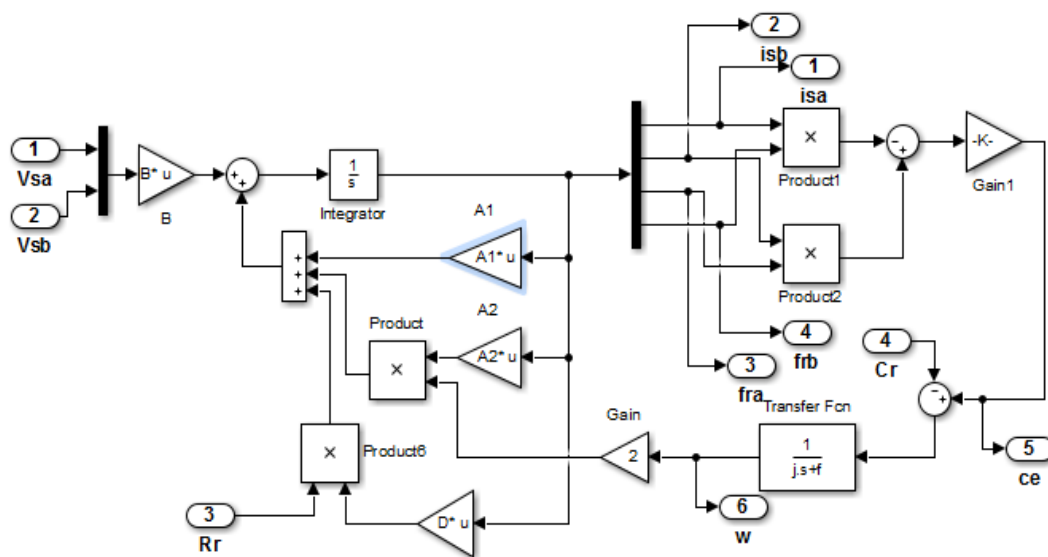 2
isb
1
isa
1
Vsa
2
Vsb
B* u
B
+
+
1
s
Integrator
×
Product1
-
+
-K-
Gain1
A1
A1* u
+
+
+
×
Product2
A2
A2* u
Product
×
4
frb
3
fra
4
Cr
-
+
Transfer Fcn
1
j.s+f
Gain
2
×
Product6
5
ce
6
w
3
Rr
D* u